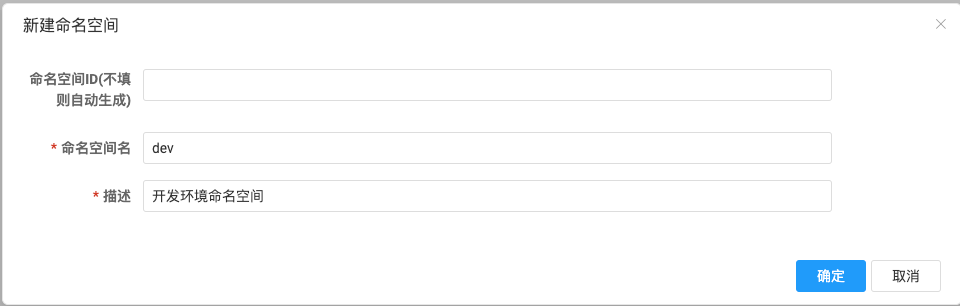 新建命名空间
命名空间ID(不填
则自动生成)
* 命名空间名
dev
* 描述
开发环境命名空间
确定
取消